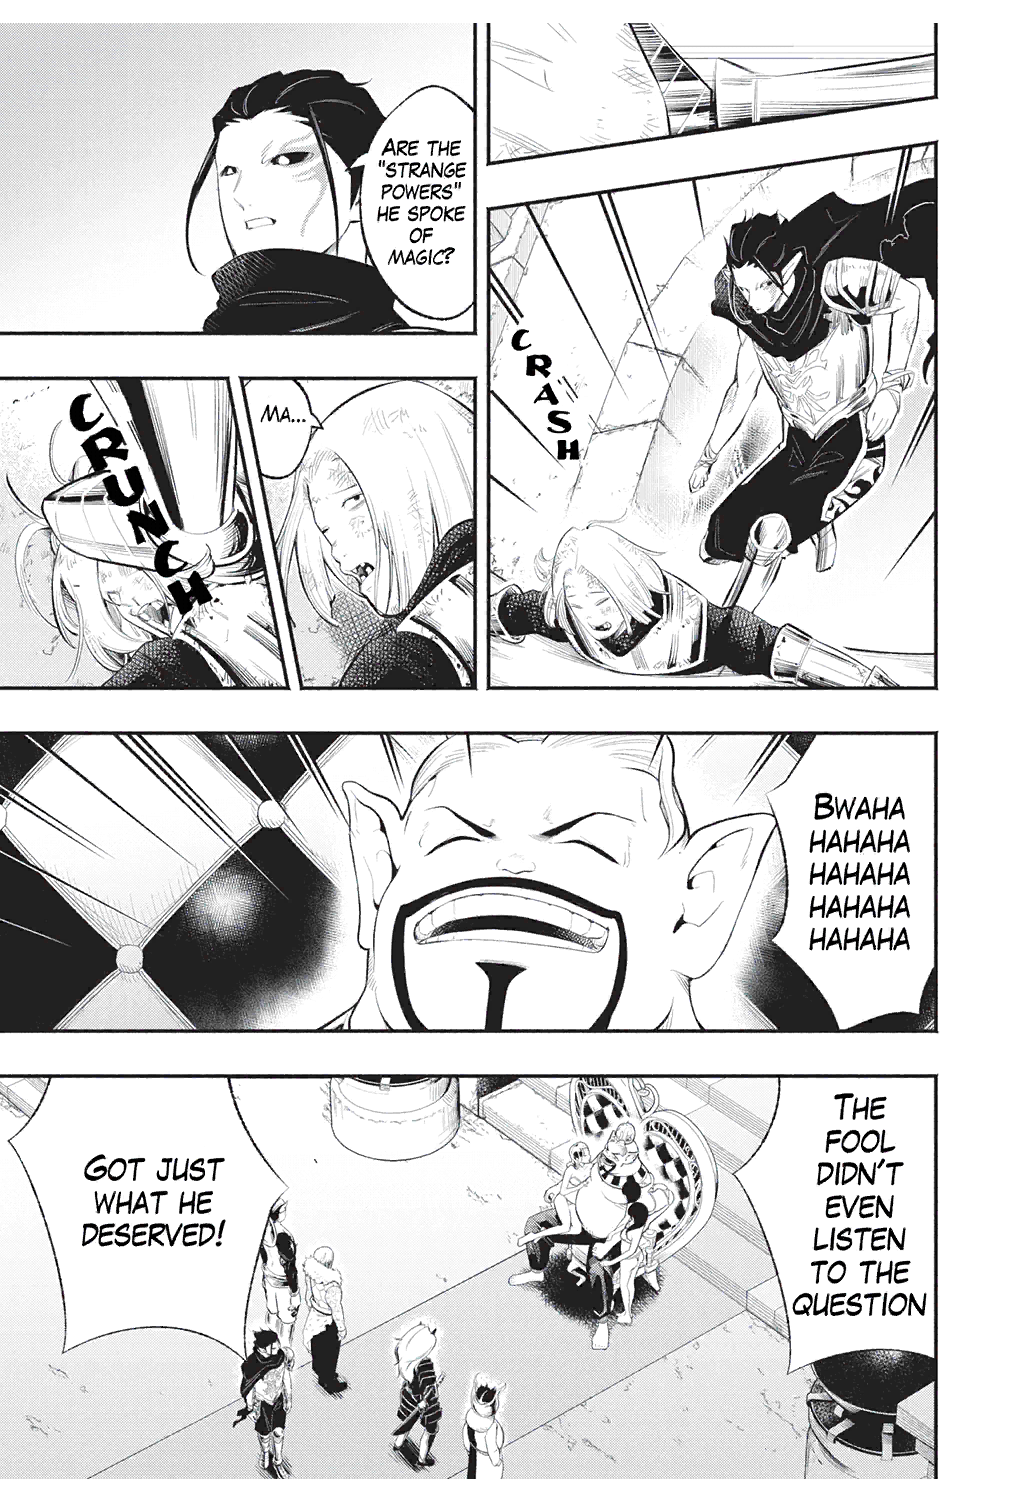 CRASH
ARE THE
"STRANGE
POWERS"
HE SPOKE
OF
MAGIC?
MA...
CRUNCH
BWAHA
HAHAHA
HAHAHA
HAHAHA
HAHAHA
THE
FOOL
DIDN'T
EVEN
LISTEN
TO THE
QUESTION
GOT JUST
WHAT HE
DESERVED!